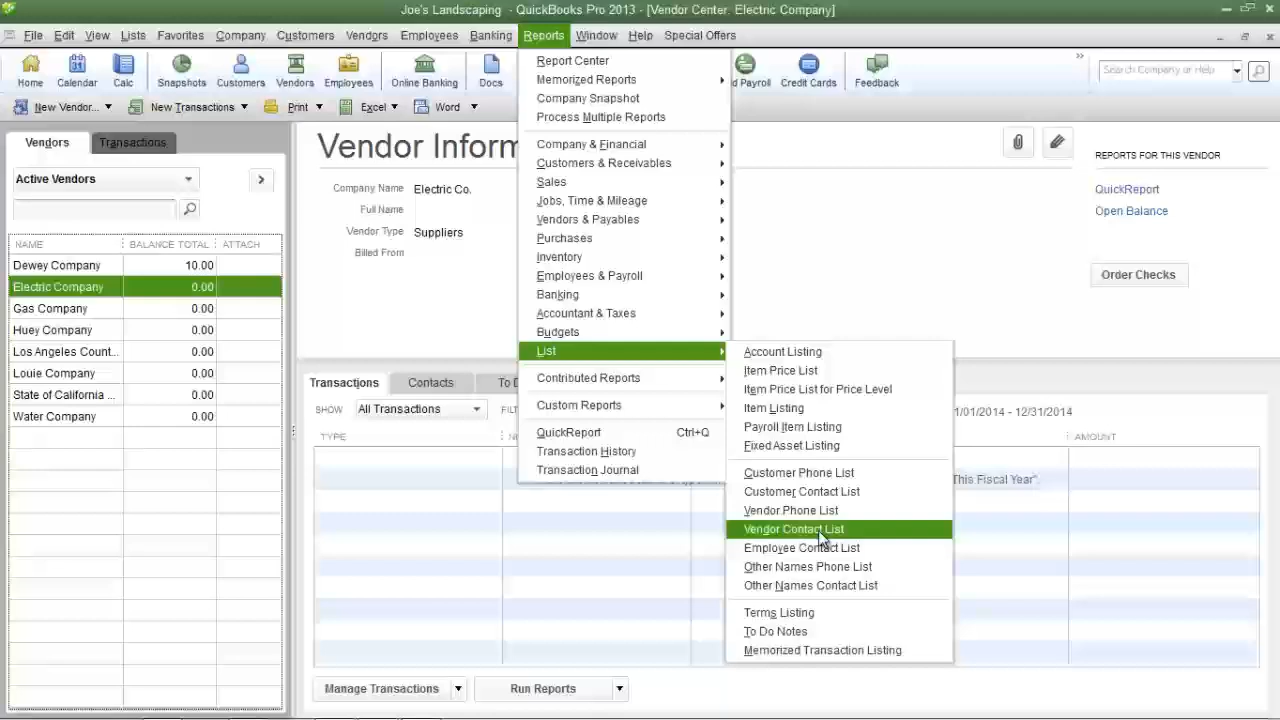 Joe's Landscaping - QuickBooks Pro 2013 - [Vendor Center: Electric Company]
File Edit View Lists Favorites Company Customers Vendors Employees Banking Reports Window Help Special Offers
Home Calendar Calc Snapshots Customers Vendors Employees Online Banking Docs d Payroll Credit Cards Feedback
Search Company or Help
New Vendor... New Transactions Print Excel Word
Vendors Transactions
Active Vendors
NAME BALANCE TOTAL ATTACH
Dewey Company 10.00
Electric Company 0.00
Gas Company 0.00
Huey Company 0.00
Los Angeles Count... 0.00
Louie Company 0.00
State of California ... 0.00
Water Company 0.00
Vendor Inform
Company Name Electric Co.
Full Name
Vendor Type Suppliers
Billed From
REPORTS FOR THIS VENDOR
QuickReport
Open Balance
Order Checks
Report Center
Memorized Reports
Company Snapshot
Process Multiple Reports
Company & Financial
Customers & Receivables
Sales
Jobs, Time & Mileage
Vendors & Payables
Purchases
Inventory
Employees & Payroll
Banking
Accountant & Taxes
Budgets
List
Contributed Reports
Custom Reports
QuickReport Ctrl+Q
Transaction History
Transaction Journal
Account Listing
Item Price List
Item Price List for Price Level
Item Listing
Payroll Item Listing
Fixed Asset Listing
Customer Phone List
Customer Contact List
Vendor Phone List
Vendor Contact List
Employee Contact List
Other Names Phone List
Other Names Contact List
Terms Listing
To Do Notes
Memorized Transaction Listing
Transactions Contacts To D
SHOW All Transactions FILT
1/01/2014 - 12/31/2014
TYPE N AMOUNT
This Fiscal Year".
Manage Transactions Run Reports